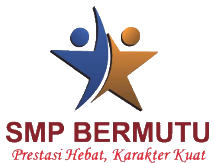 SMP BERMUTU
Prestasi Hebat, Karakter Kuat